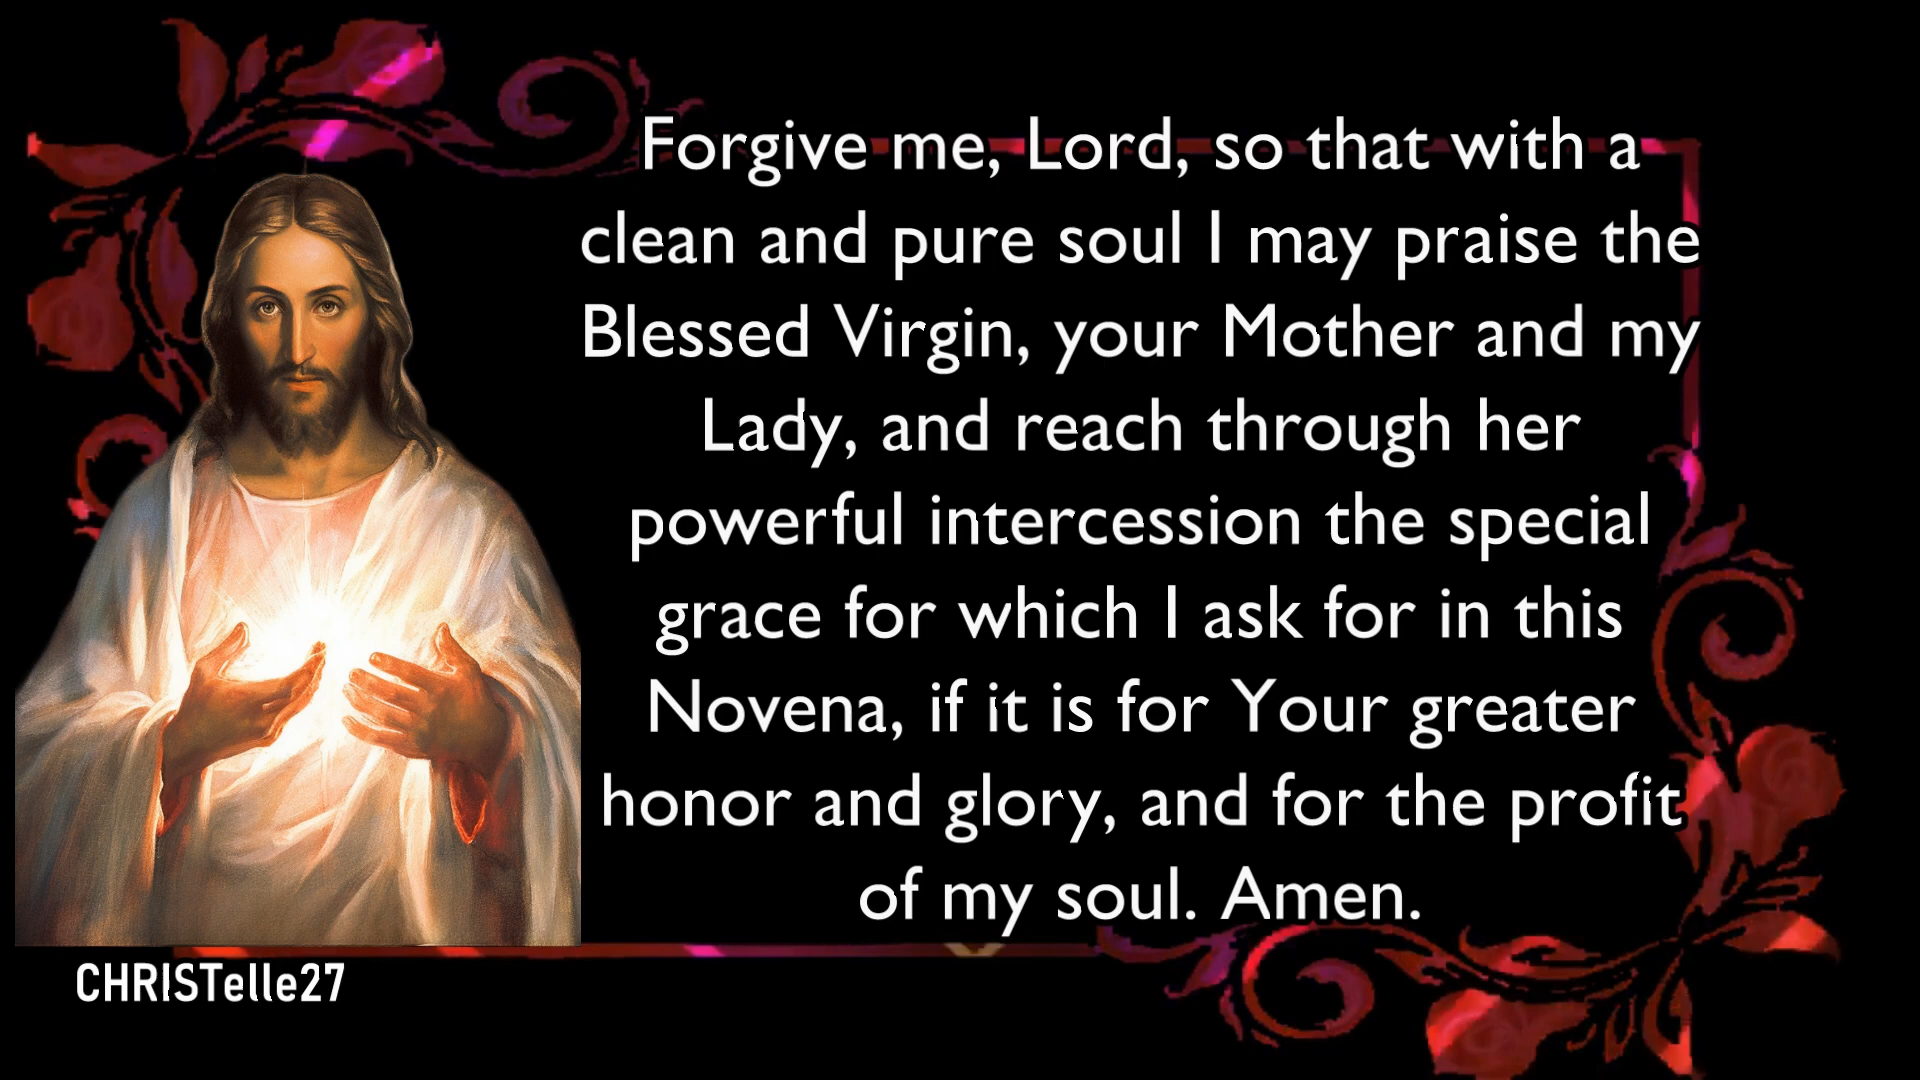 Forgive me, Lord, so that with a
clean and pure soul I may praise the
Blessed Virgin, your Mother and my
Lady, and reach through her
powerful intercession the special
grace for which I ask for in this
Novena, if it is for Your greater
honor and glory, and for the profit
of my soul. Amen.
CHRISTelle27